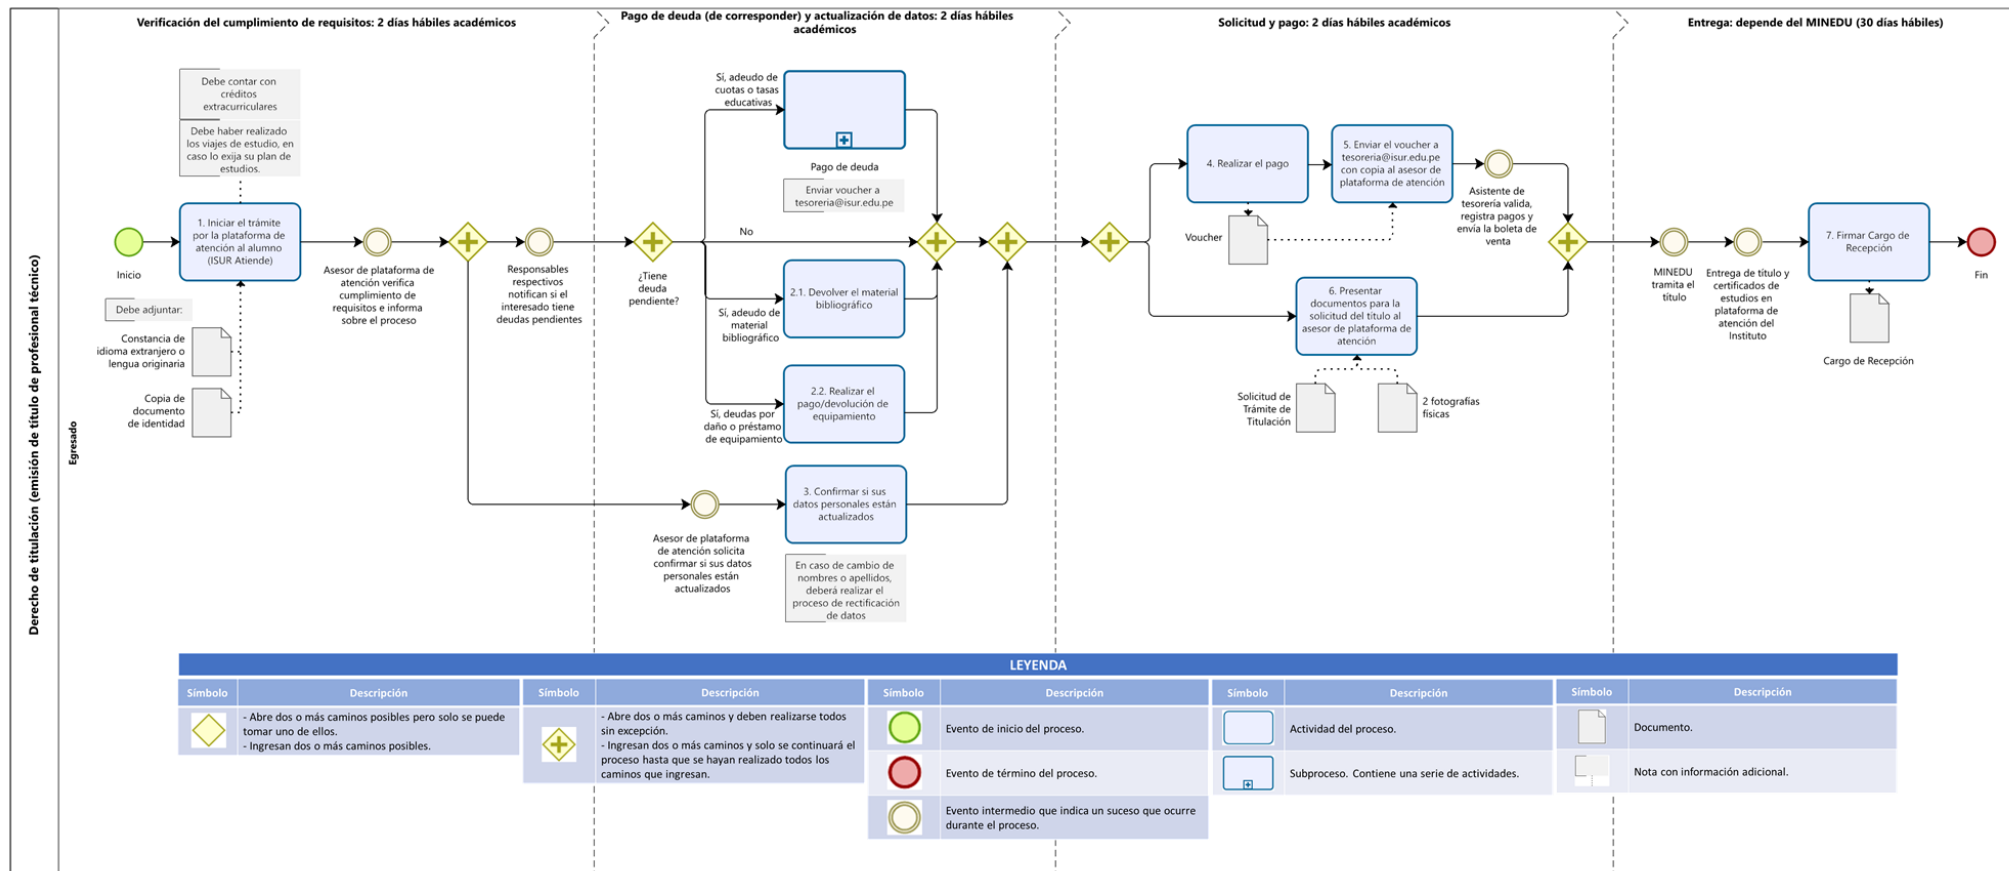 Derecho de titulación (emisión de título de profesional técnico)
Egresado
Verificación del cumplimiento de requisitos: 2 días hábiles académicos
Pago de deuda (de corresponder) y actualización de datos: 2 días hábiles
académicos
Solicitud y pago: 2 días hábiles académicos
Entrega: depende del MINEDU (30 días hábiles)
Debe contar con
créditos
extracurriculares
Debe haber realizado
los viajes de estudio, en
caso lo exija su plan de
estudios.
Inicio
1. Iniciar el trámite
por la plataforma de
atención al alumno
(ISUR Atiende)
Debe adjuntar:
Constancia de
idioma extranjero o
lengua originaria
Copia de
documento
de identidad
Asesor de plataforma de
atención verifica
cumplimiento de
requisitos e informa
sobre el proceso
Responsables
respectivos
notifican si el
interesado tiene
deudas pendientes
¿Tiene
deuda
pendiente?
Sí, adeudo de
cuotas o tasas
educativas
Pago de deuda
Enviar voucher a
tesoreria@isur.edu.pe
No
2.1. Devolver el material
bibliográfico
Sí, adeudo de
material
bibliográfico
2.2. Realizar el
pago/devolución de
equipamiento
Sí, deudas por
daño o préstamo
de equipamiento
Asesor de plataforma
de atención solicita
confirmar si sus datos
personales están
actualizados
3. Confirmar si sus
datos personales están
actualizados
En caso de cambio de
nombres o apellidos,
deberá realizar el
proceso de rectificación
de datos
4. Realizar el pago
Voucher
5. Enviar el voucher a
tesoreria@isur.edu.pe
con copia al asesor de
plataforma de atención
Asistente de
tesorería valida,
registra pagos y
envía la boleta de
venta
6. Presentar
documentos para la
solicitud del título al
asesor de plataforma de
atención
Solicitud de
Trámite de
Titulación
2 fotografías
físicas
MINEDU
tramita el
título
Entrega de título y
certificados de
estudios en
plataforma de
atención del
Instituto
7. Firmar Cargo de
Recepción
Cargo de Recepción
Fin
LEYENDA
Símbolo
Descripción
- Abre dos o más caminos posibles pero solo se puede
tomar uno de ellos.
- Ingresan dos o más caminos posibles.
Símbolo
Descripción
- Abre dos o más caminos y deben realizarse todos
sin excepción.
- Ingresan dos o más caminos y solo se continuará el
proceso hasta que se hayan realizado todos los
caminos que ingresan.
Símbolo
Descripción
Evento de inicio del proceso.
Evento de término del proceso.
Evento intermedio que indica un suceso que ocurre
durante el proceso.
Símbolo
Descripción
Actividad del proceso.
Subproceso. Contiene una serie de actividades.
Símbolo
Descripción
Documento.
Nota con información adicional.